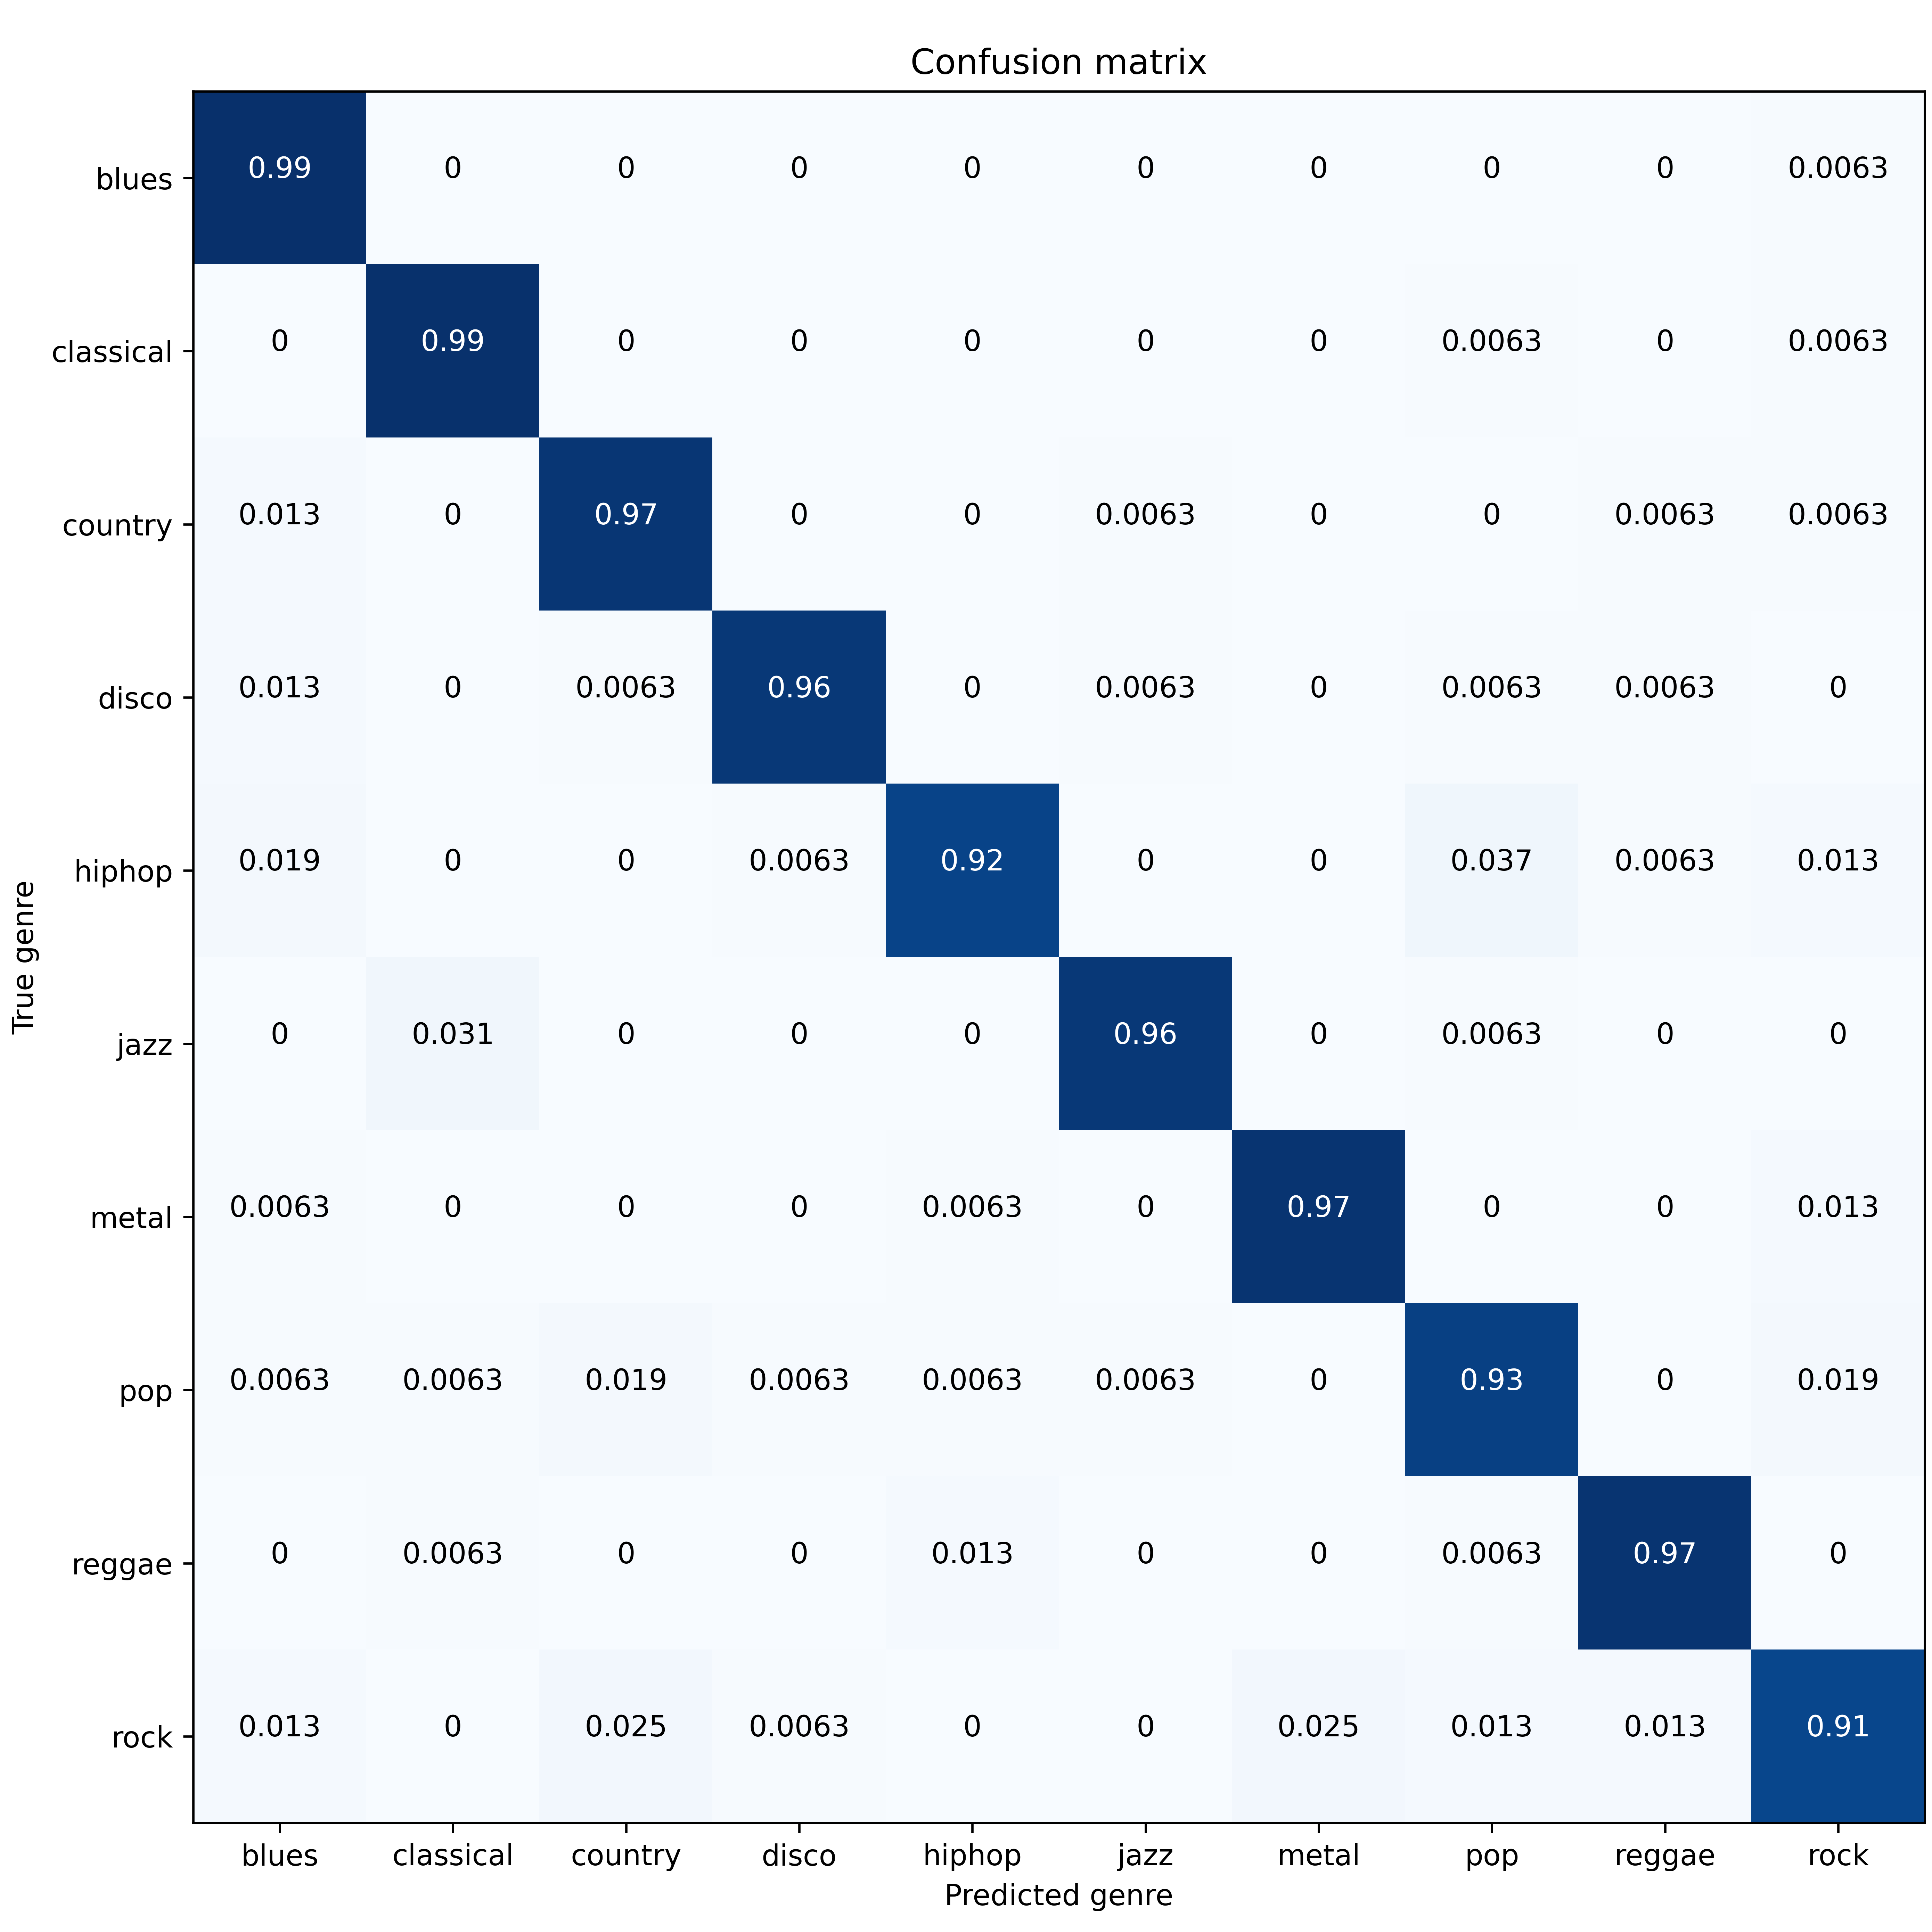 Confusion matrix
blues 0.99 0 0 0 0 0 0 0 0 0.0063
classical 0 0.99 0 0 0 0 0 0.0063 0 0.0063
country 0.013 0 0.97 0 0 0.0063 0 0 0.0063 0.0063
disco 0.013 0 0.0063 0.96 0 0.0063 0 0.0063 0.0063 0
hiphop 0.019 0 0 0.0063 0.92 0 0 0.037 0.0063 0.013
jazz 0 0.031 0 0 0 0.96 0 0.0063 0 0
metal 0.0063 0 0 0 0.0063 0 0.97 0 0 0.013
pop 0.0063 0.0063 0.019 0.0063 0.0063 0.0063 0 0.93 0 0.019
reggae 0 0.0063 0 0 0.013 0 0 0.0063 0.97 0
rock 0.013 0 0.025 0.0063 0 0 0.025 0.013 0.013 0.91
blues classical country disco hiphop jazz metal pop reggae rock
Predicted genre
True genre